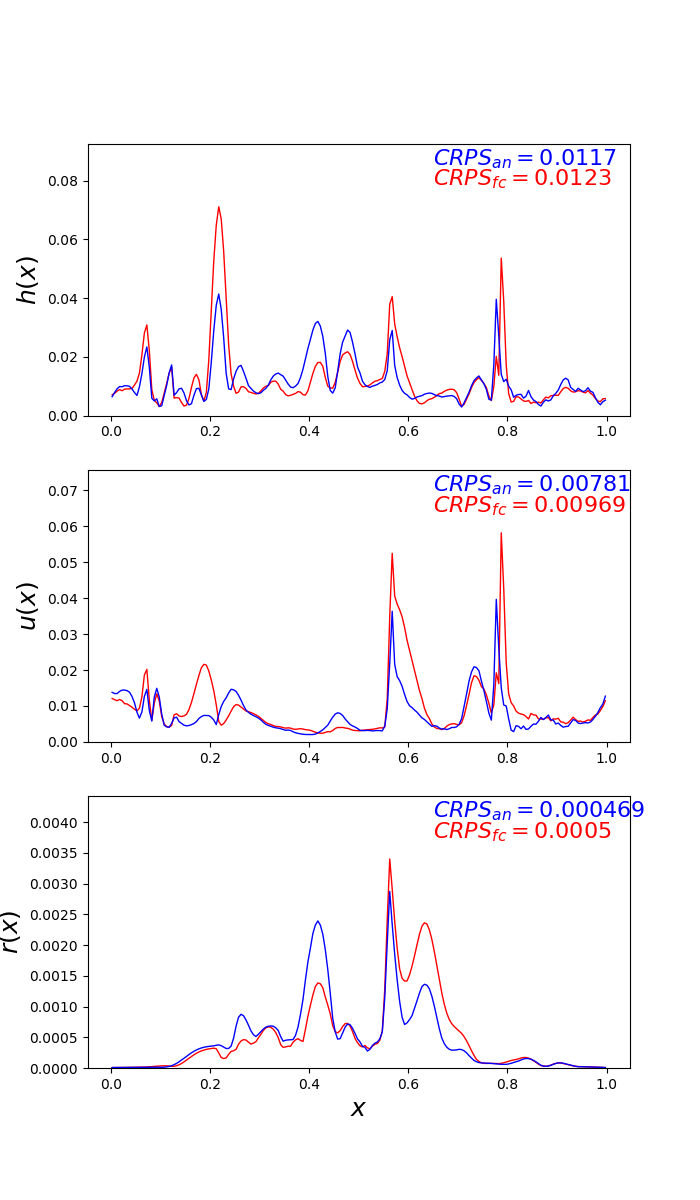 CRPS_an = 0.0117
CRPS_fc = 0.0123
h(x)
0.08
0.06
0.04
0.02
0.00
0.0 0.2 0.4 0.6 0.8 1.0
CRPS_an = 0.00781
CRPS_fc = 0.00969
u(x)
0.07
0.06
0.05
0.04
0.03
0.02
0.01
0.00
0.0 0.2 0.4 0.6 0.8 1.0
CRPS_an = 0.000469
CRPS_fc = 0.0005
r(x)
0.0040
0.0035
0.0030
0.0025
0.0020
0.0015
0.0010
0.0005
0.0000
0.0 0.2 0.4 0.6 0.8 1.0
x